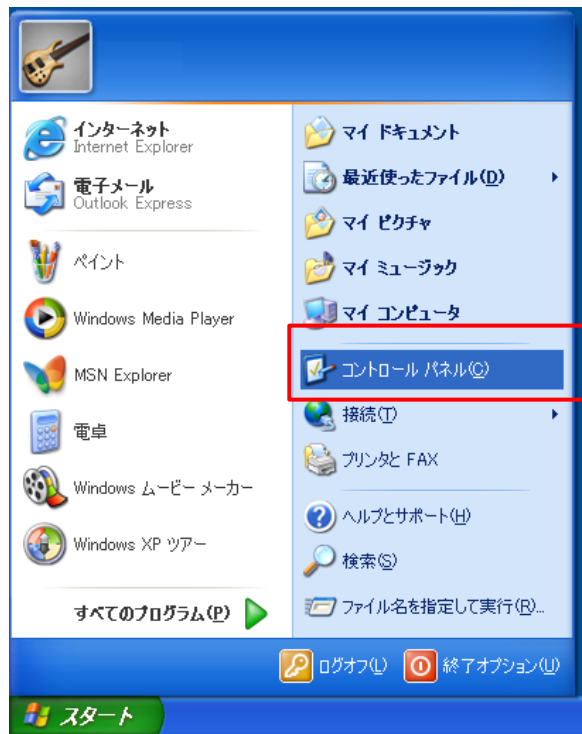 インターネット
Internet Explorer
電子メール
Outlook Express
ペイント
Windows Media Player
MSN Explorer
電卓
Windows ムービー メーカー
Windows XP ツアー
すべてのプログラム(P)
マイ ドキュメント
最近使ったファイル(D)
マイ ピクチャ
マイ ミュージック
マイ コンピュータ
コントロール パネル(C)
接続(T)
プリンタと FAX
ヘルプとサポート(H)
検索(S)
ファイル名を指定して実行(R)...
ログオフ(L)
終了オプション(U)
スタート